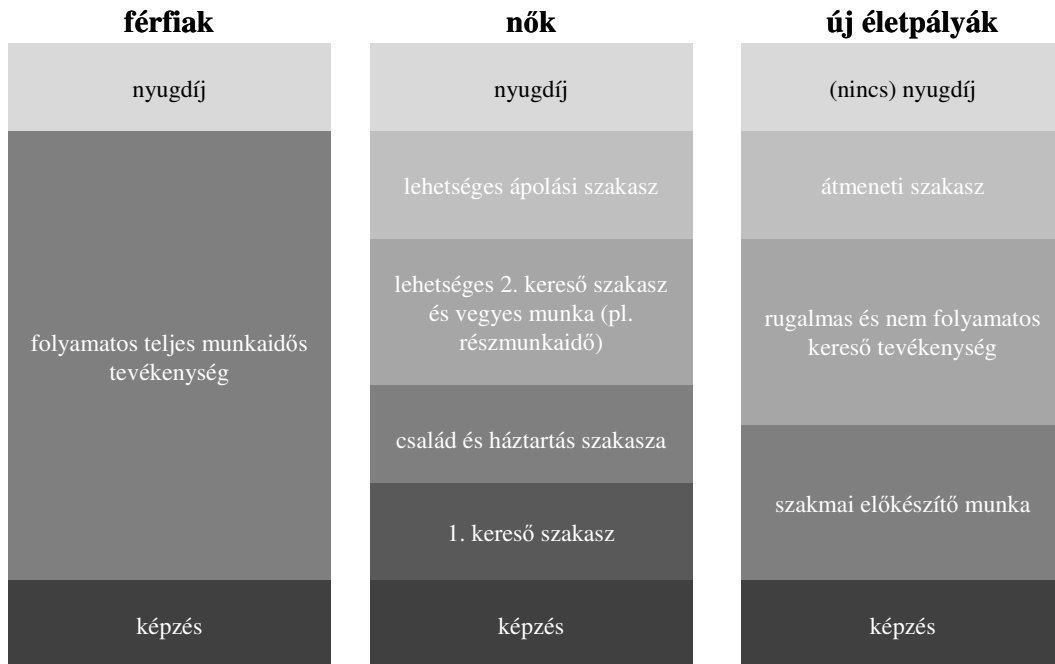 férfiak
nyugdíj
folyamatos teljes munkaidős
tevékenység
képzés
nők
nyugdíj
lehetséges ápolási szakasz
lehetséges 2. kereső szakasz
és vegyes munka (pl.
részmunkaidő)
család és háztartás szakasza
1. kereső szakasz
képzés
új életpályák
(nincs) nyugdíj
átmeneti szakasz
rugalmas és nem folyamatos
kereső tevékenység
szakmai előkészítő munka
képzés